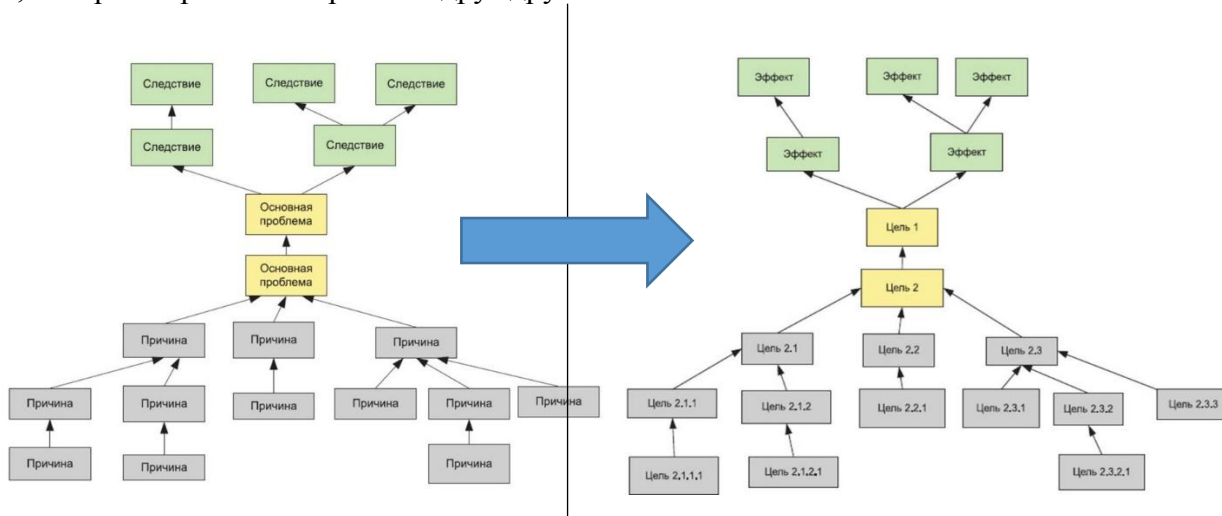 Следствие
Следствие
Следствие
Следствие
Следствие
Основная
проблема
Основная
проблема
Причина
Причина
Причина
Причина
Причина
Причина
Причина
Причина
Причина
Причина
Причина
Причина
Эффект
Эффект
Эффект
Эффект
Эффект
Цель 1
Цель 2
Цель 2.1
Цель 2.2
Цель 2.3
Цель 2.1.1
Цель 2.1.2
Цель 2.2.1
Цель 2.3.1
Цель 2.3.2
Цель 2.3.3
Цель 2.1.1.1
Цель 2.1.2.1
Цель 2.3.2.1